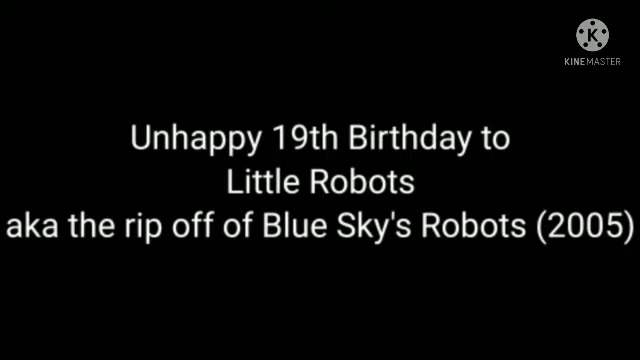 KINEMASTER
Unhappy 19th Birthday to
Little Robots
aka the rip off of Blue Sky's Robots (2005)